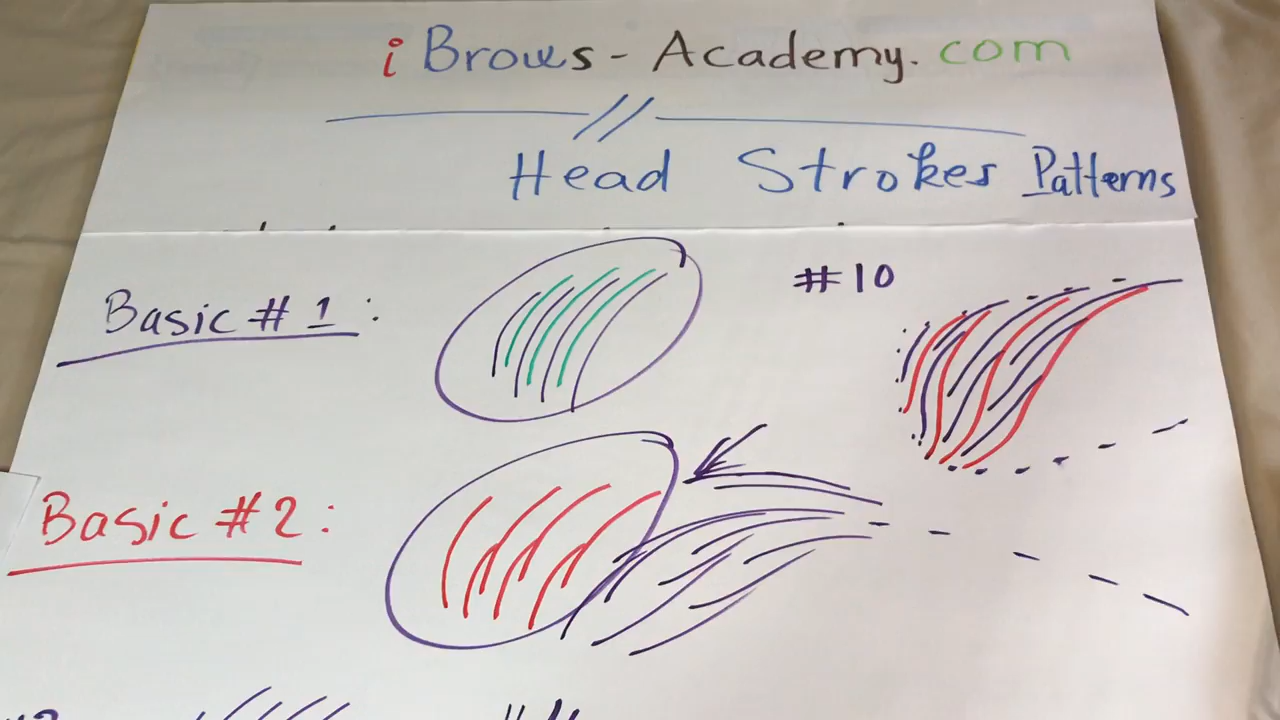 iBrows-Academy.com
Head Strokes Patterns
Basic #1:
#10
Basic #2: